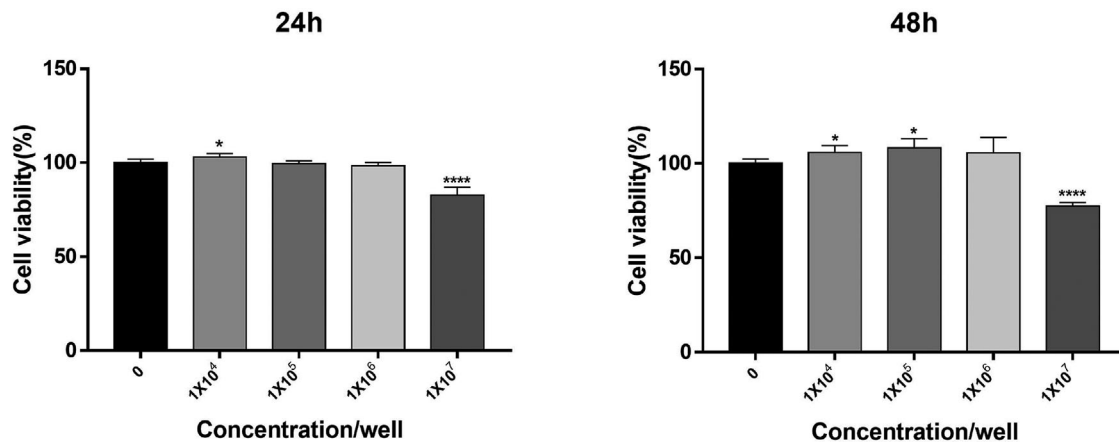 24h
150
100
50
0
Cell viability(%)
*
****
0
1X10⁴
1X10⁵
1X10⁶
1X10⁷
Concentration/well
48h
150
100
50
0
Cell viability(%)
*
*
****
0
1X10⁴
1X10⁵
1X10⁶
1X10⁷
Concentration/well